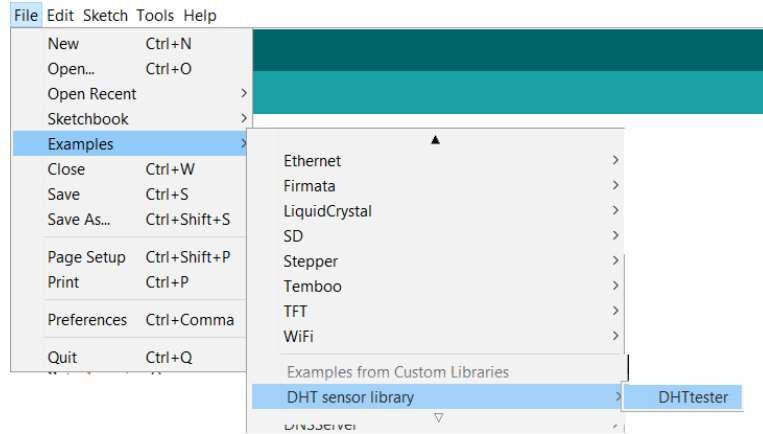 File Edit Sketch Tools Help
New Ctrl+N
Open... Ctrl+O
Open Recent
Sketchbook
Examples
Close Ctrl+W
Save Ctrl+S
Save As... Ctrl+Shift+S
Page Setup Ctrl+Shift+P
Print Ctrl+P
Preferences Ctrl+Comma
Quit Ctrl+Q
Ethernet
Firmata
LiquidCrystal
SD
Stepper
Temboo
TFT
WiFi
Examples from Custom Libraries
DHT sensor library
DNSServer
DHTtester